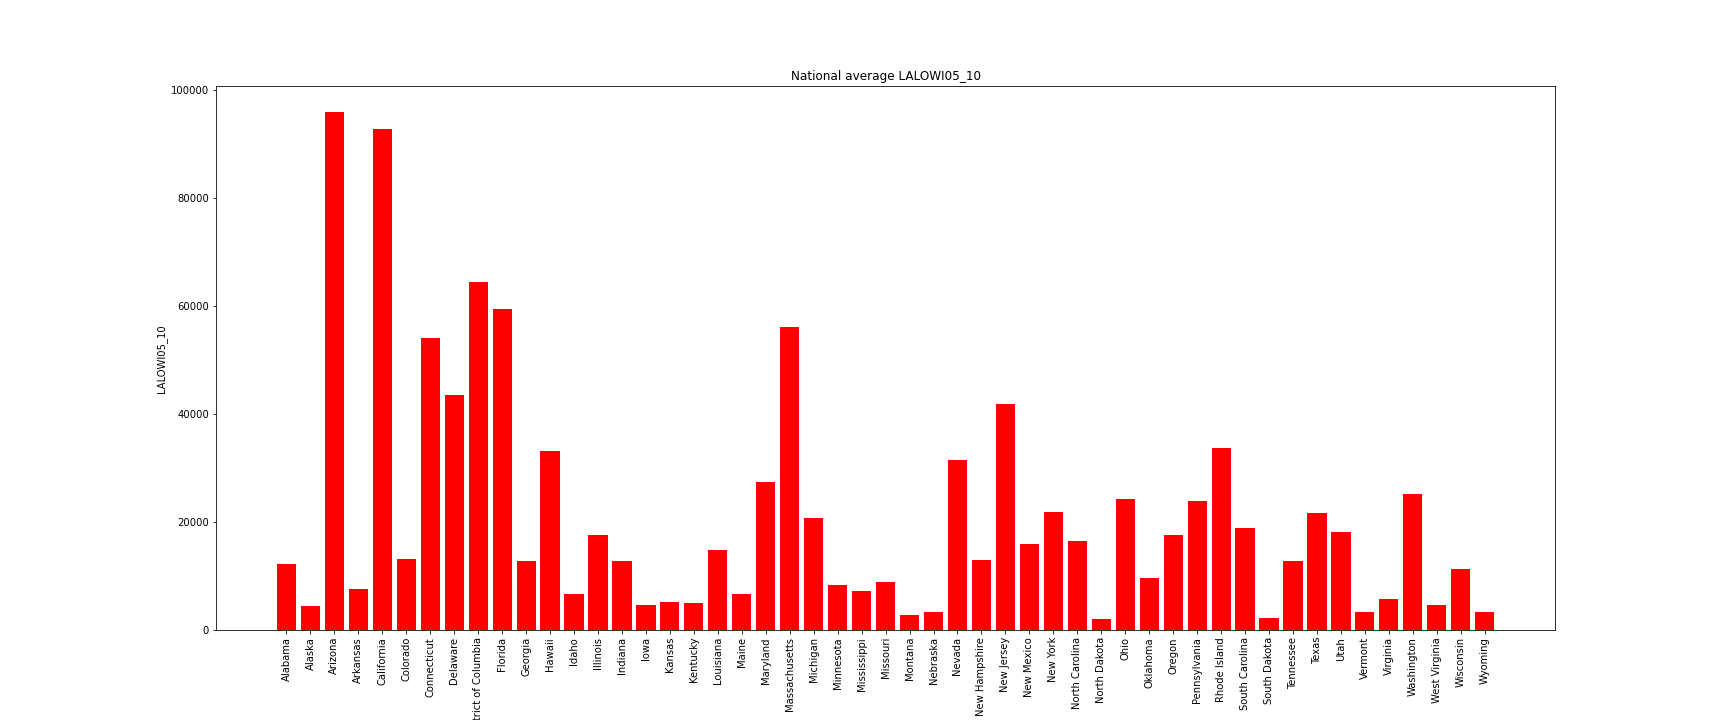 National average LALOWI05_10
LALOWI05_10
100000
80000
60000
40000
20000
0
Alabama
Alaska
Arizona
Arkansas
California
Colorado
Connecticut
Delaware
trict of Columbia
Florida
Georgia
Hawaii
Idaho
Illinois
Indiana
Iowa
Kansas
Kentucky
Louisiana
Maine
Maryland
Massachusetts
Michigan
Minnesota
Mississippi
Missouri
Montana
Nebraska
Nevada
New Hampshire
New Jersey
New Mexico
New York
North Carolina
North Dakota
Ohio
Oklahoma
Oregon
Pennsylvania
Rhode Island
South Carolina
South Dakota
Tennessee
Texas
Utah
Vermont
Virginia
Washington
West Virginia
Wisconsin
Wyoming